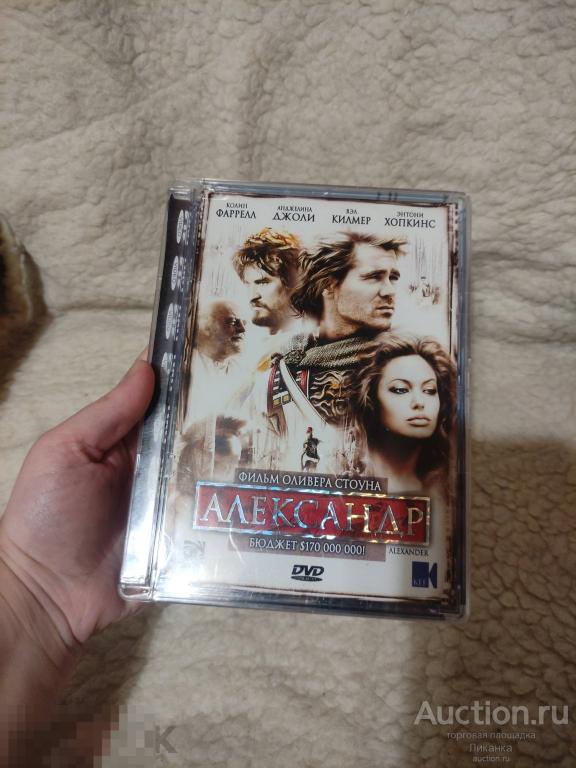 КОЛИН
ФАРРЕЛЛ
АНДЖЕЛИНА
ДЖОЛИ
ВЭЛ
КИЛМЕР
ЭНТОНИ
ХОПКИНС
ФИЛЬМ ОЛИВЕРА СТОУНА
АЛЕКСАНДР
БЮДЖЕТ $170 000 000!
ALEXANDER
DVD
Auction.ru
торговая площадка
Пиканка
auction.ru